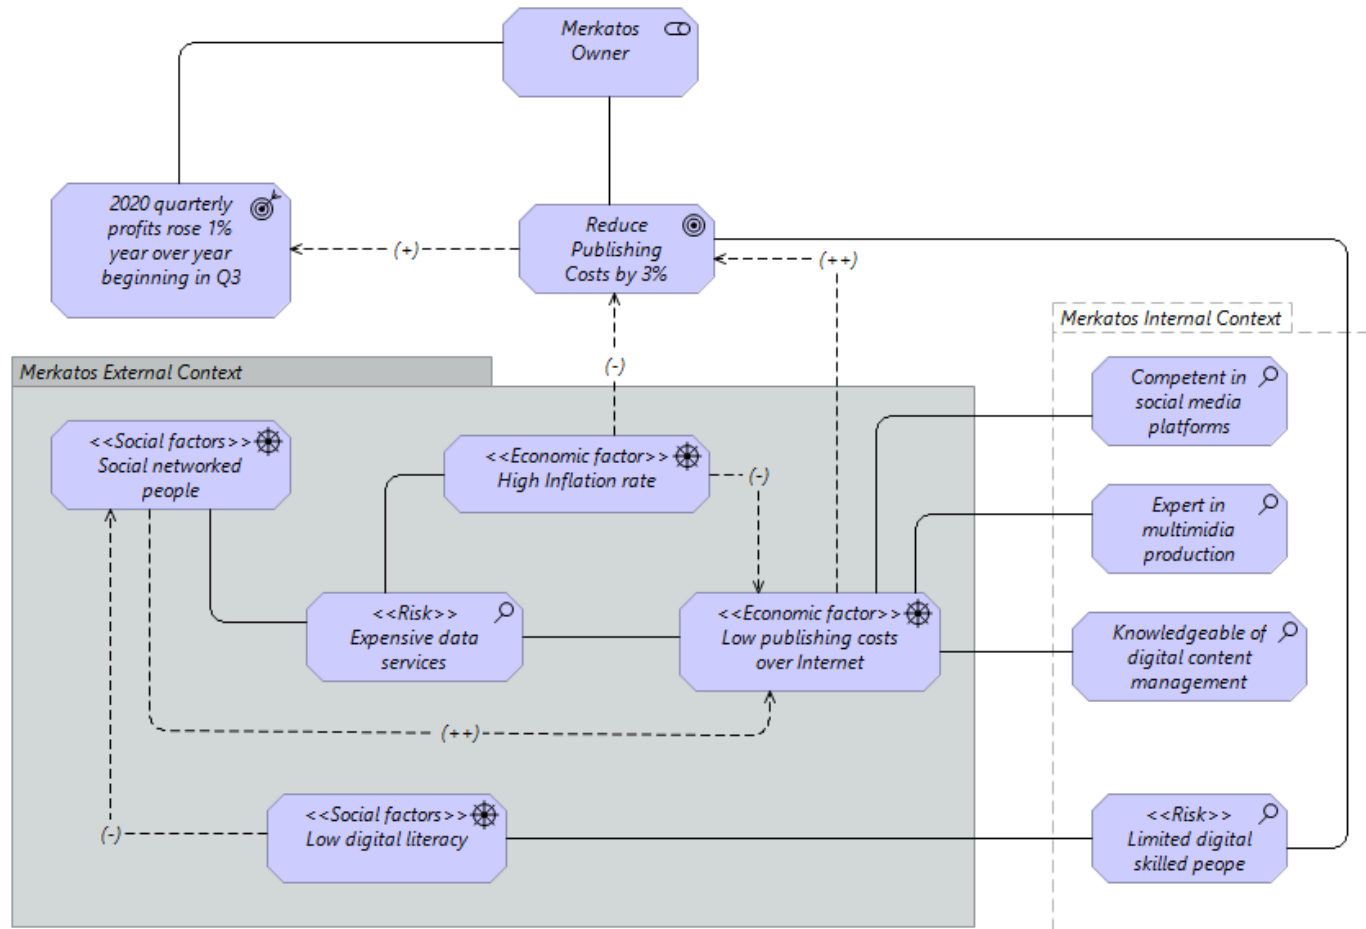 Merkatos
Owner
2020 quarterly
profits rose 1%
year over year
beginning in Q3
(+)
Reduce
Publishing
Costs by 3%
(++)
(-)
Merkatos External Context
Merkatos Internal Context
<<Social factors>>
Social networked
people
<<Economic factor>>
High Inflation rate
(-)
Competent in
social media
platforms
Expert in
multimidia
production
<<Risk>>
Expensive data
services
<<Economic factor>>
Low publishing costs
over Internet
Knowledgeable of
digital content
management
(++)
(-)
<<Social factors>>
Low digital literacy
<<Risk>>
Limited digital
skilled peope